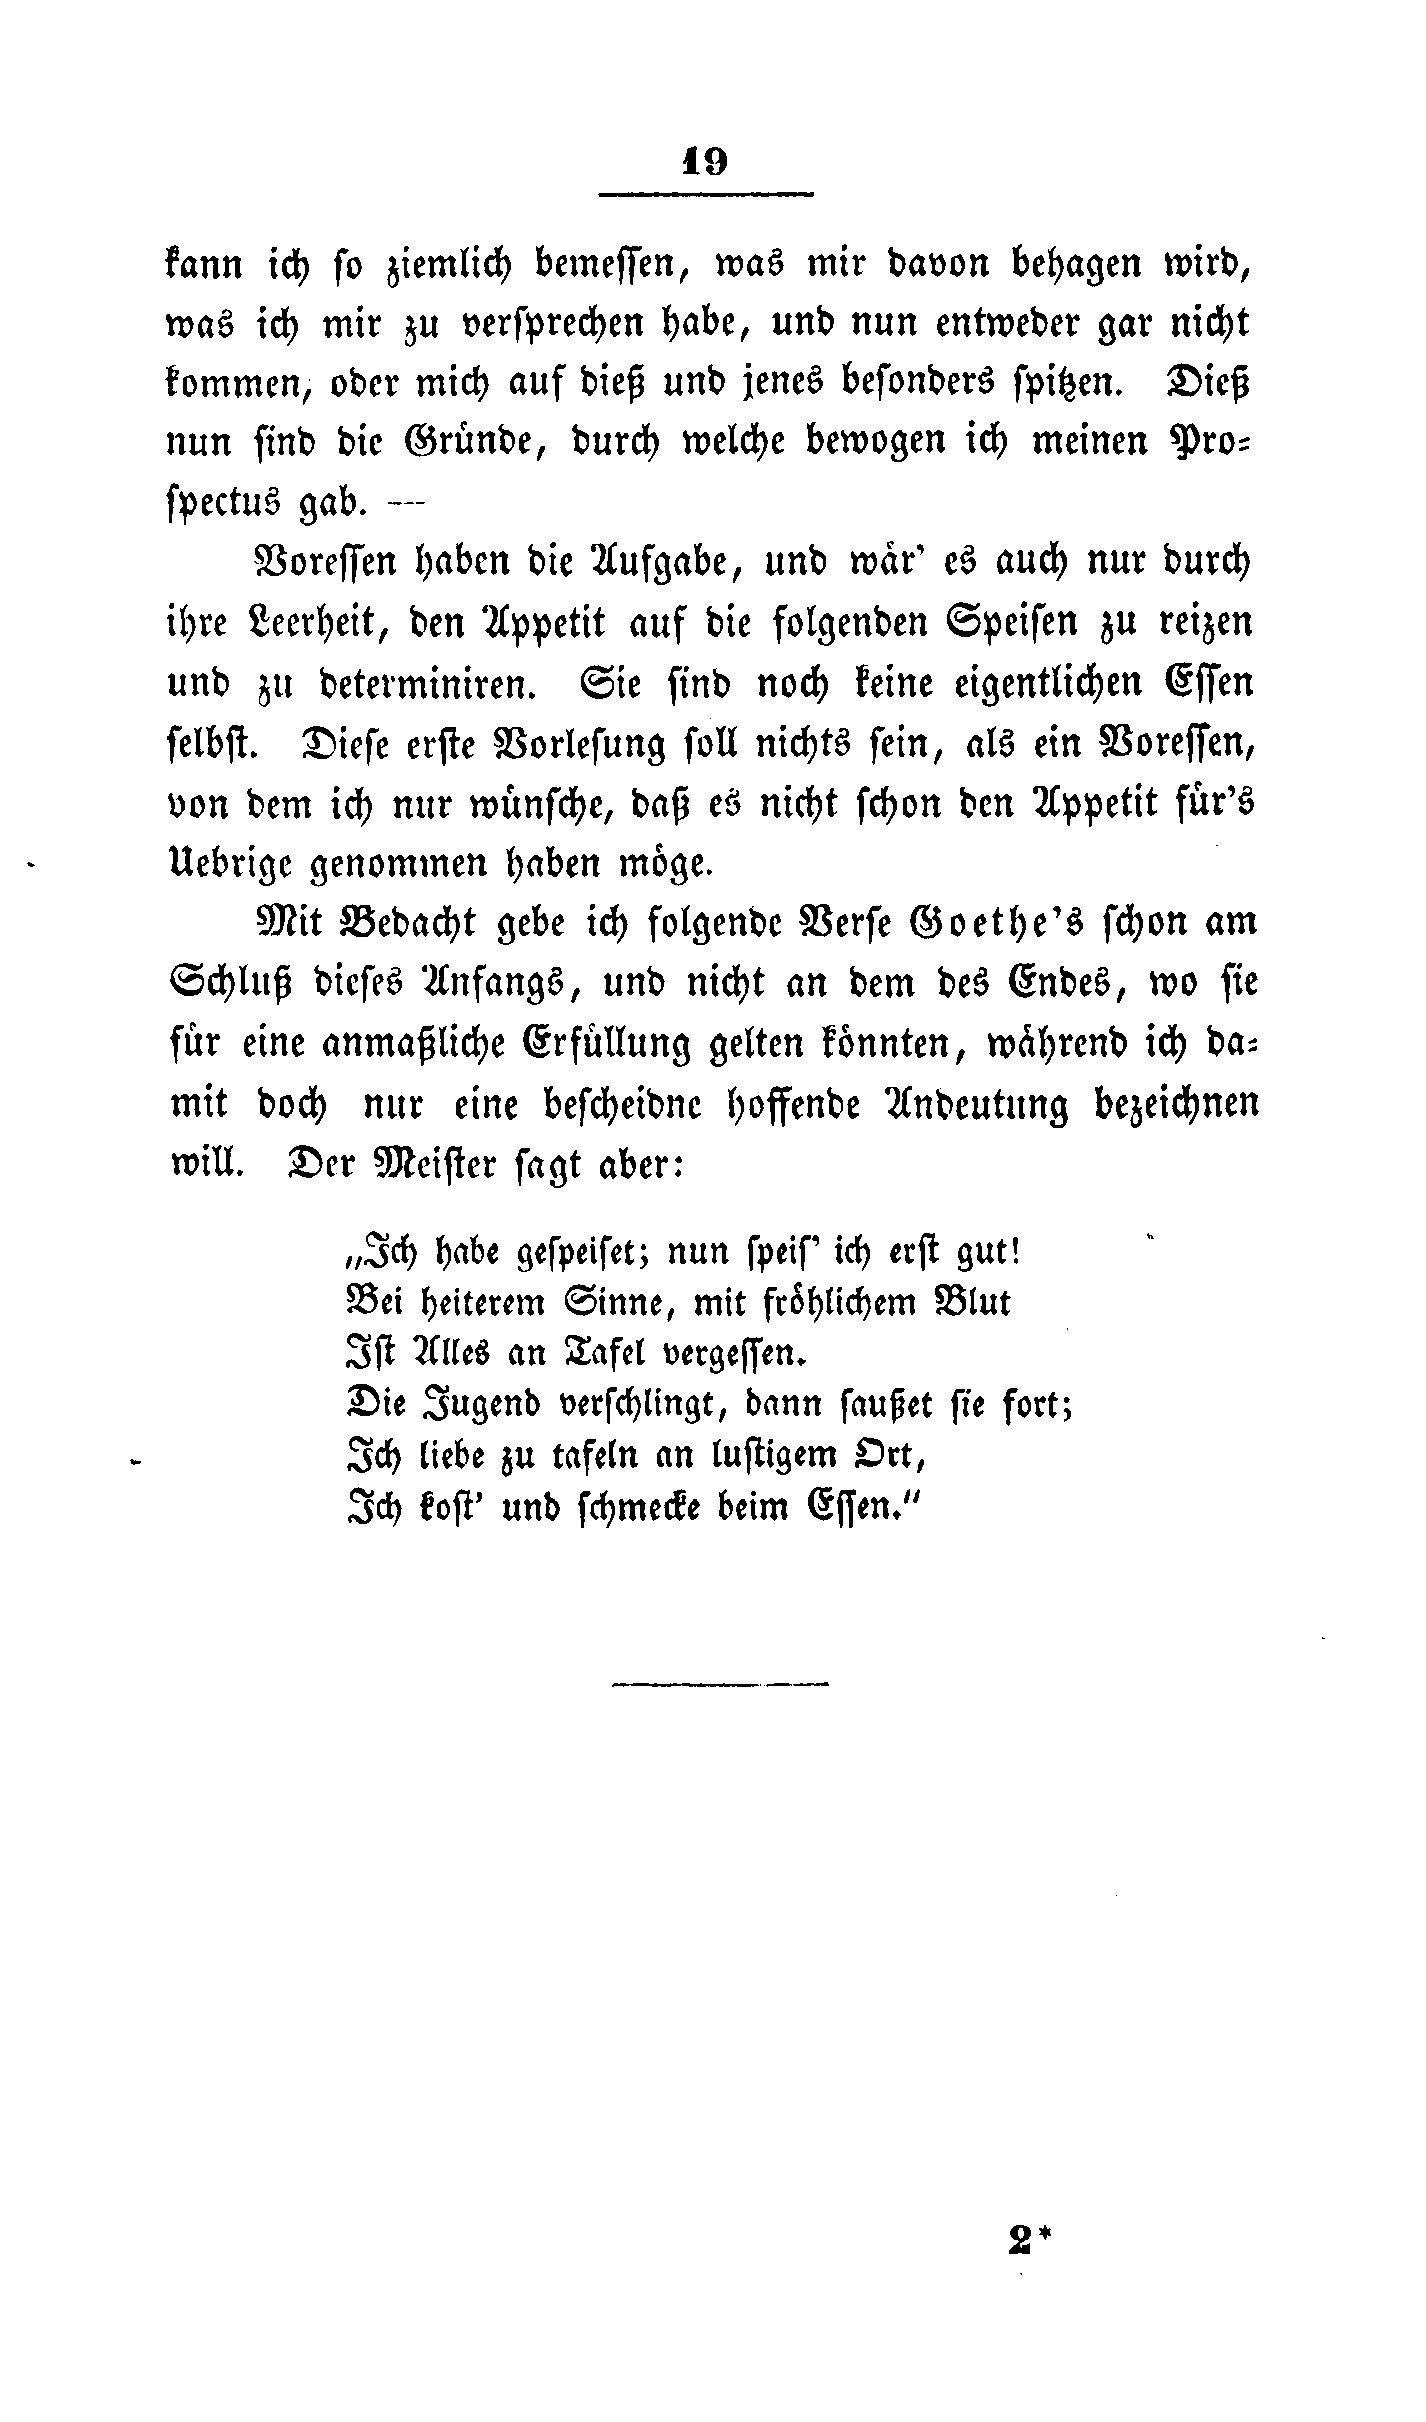 19
kann ich ſo ziemlich bemeſſen, was mir davon behagen wird,
was ich mir zu verſprechen habe, und nun entweder gar nicht
kommen, oder mich auf dieß und jenes beſonders ſpitzen. Dieß
nun ſind die Gründe, durch welche bewogen ich meinen Pro-
ſpectus gab. —
Voreſſen haben die Aufgabe, und wär' es auch nur durch
ihre Leerheit, den Appetit auf die folgenden Speiſen zu reizen
und zu determiniren. Sie ſind noch keine eigentlichen Eſſen
ſelbſt. Dieſe erſte Vorleſung ſoll nichts ſein, als ein Voreſſen,
von dem ich nur wünſche, daß es nicht ſchon den Appetit für's
Uebrige genommen haben möge.
Mit Bedacht gebe ich folgende Verſe Goethe's ſchon am
Schluß dieſes Anfangs, und nicht an dem des Endes, wo ſie
für eine anmaßliche Erfüllung gelten könnten, während ich da-
mit doch nur eine beſcheidne hoffende Andeutung bezeichnen
will. Der Meiſter ſagt aber:
„Ich habe geſpeiſet; nun ſpeiſ' ich erſt gut!
Bei heiterem Sinne, mit fröhlichem Blut
Iſt Alles an Tafel vergeſſen.
Die Jugend verſchlingt, dann ſaußet ſie fort;
Ich liebe zu tafeln an luſtigem Ort,
Ich koſt' und ſchmecke beim Eſſen."
2*